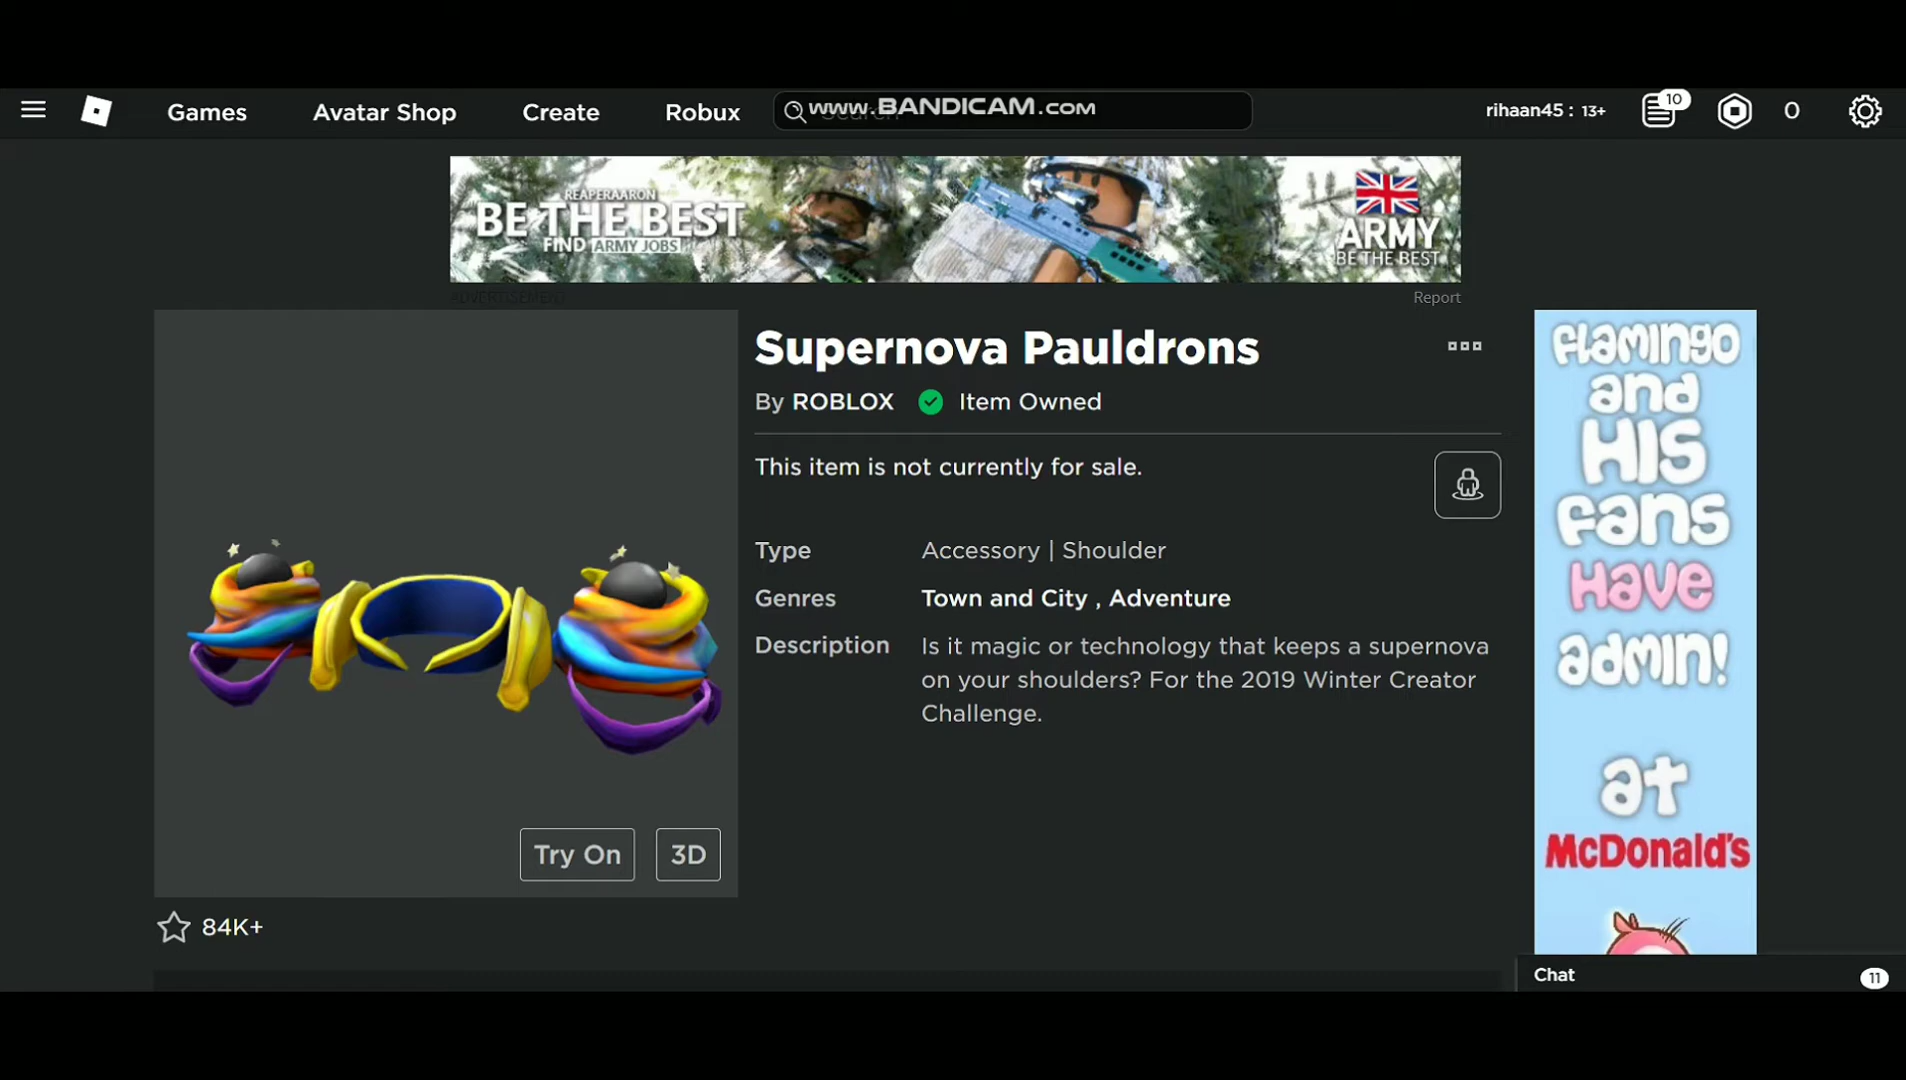 Games
Avatar Shop
Create
Robux
Search
www.BANDICAM.com
rihaan45 : 13+
10
0
REAPERAARON
BE THE BEST
FIND ARMY JOBS
ARMY
BE THE BEST
ADVERTISEMENT
Report
Supernova Pauldrons
By ROBLOX Item Owned
This item is not currently for sale.
Type Accessory | Shoulder
Genres Town and City , Adventure
Description Is it magic or technology that keeps a supernova
on your shoulders? For the 2019 Winter Creator
Challenge.
Try On
3D
84K+
flamingo
and
HIS
fans
Have
admin!
at
McDonald's
Chat
11